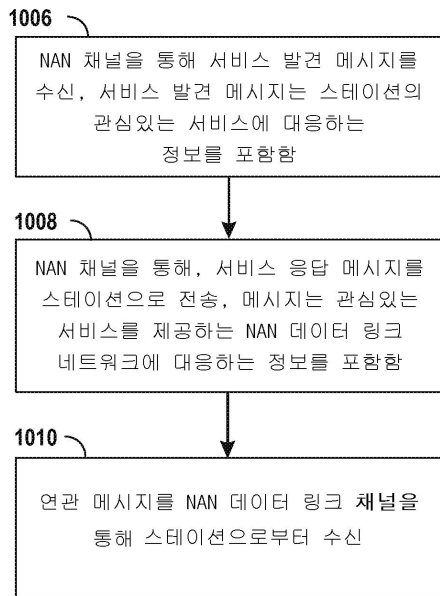 1006
NAN 채널을 통해 서비스 발견 메시지를
수신, 서비스 발견 메시지는 스테이션의
관심있는 서비스에 대응하는
정보를 포함함
1008
NAN 채널을 통해, 서비스 응답 메시지를
스테이션으로 전송, 메시지는 관심있는
서비스를 제공하는 NAN 데이터 링크
네트워크에 대응하는 정보를 포함함
1010
연관 메시지를 NAN 데이터 링크 채널을
통해 스테이션으로부터 수신